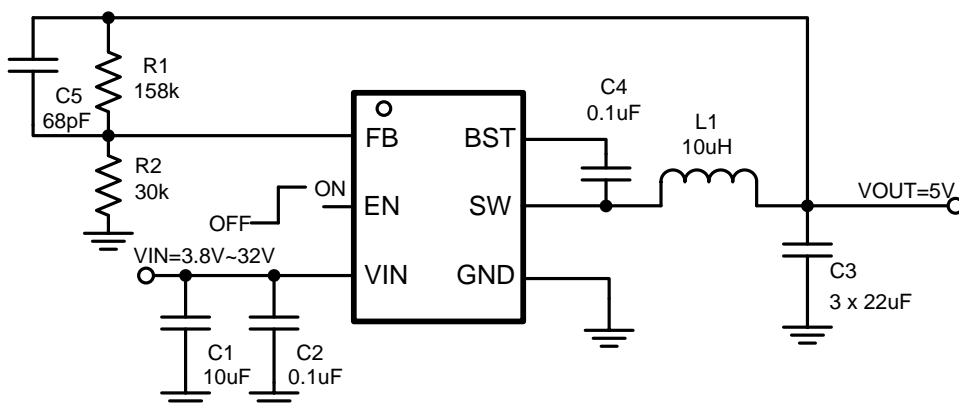 R1
158k
C5
68pF
R2
30k
FB
BST
EN
SW
VIN
GND
C4
0.1uF
L1
10uH
ON
OFF
VOUT=5V
VIN=3.8V~32V
C3
3 x 22uF
C1
10uF
C2
0.1uF